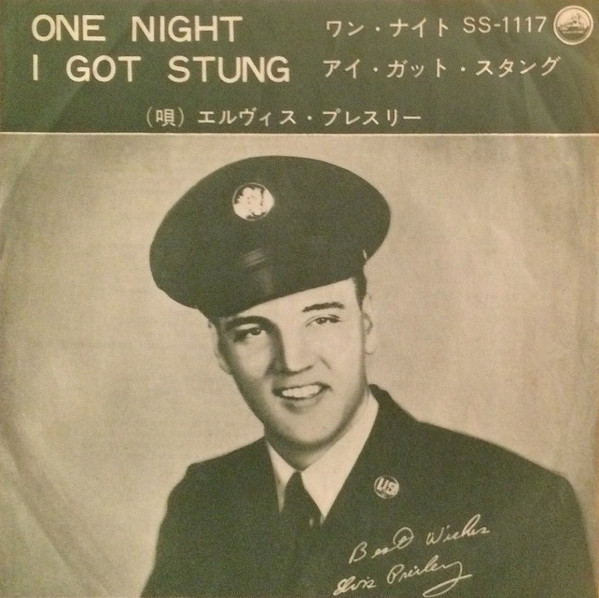 ONE NIGHT ワン・ナイト SS-1117
I GOT STUNG アイ・ガット・スタング
(唄) エルヴィス・プレスリー
US
Best Wishes
Elvis Presley